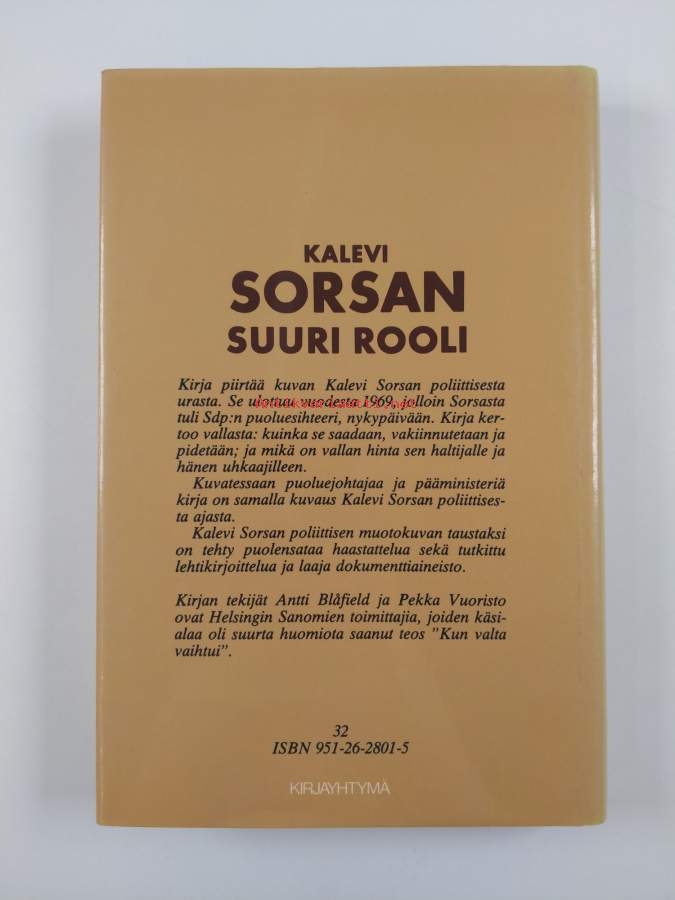 KALEVI
SORSAN
SUURI ROOLI
Kirja piirtää kuvan Kalevi Sorsan poliittisesta
urasta. Se ulottuu vuodesta 1969, jolloin Sorsasta
tuli Sdp:n puoluesihteeri, nykypäivään. Kirja ker-
too vallasta: kuinka se saadaan, vakiinnutetaan ja
pidetään; ja mikä on vallan hinta sen haltijalle ja
hänen uhkaajilleen.
Kuvatessaan puoluejohtajaa ja pääministeriä
kirja on samalla kuvaus Kalevi Sorsan poliittises-
ta ajasta.
Kalevi Sorsan poliittisen muotokuvan taustaksi
on tehty puolensataa haastattelua sekä tutkittu
lehtikirjoittelua ja laaja dokumenttiaineisto.
Kirjan tekijät Antti Blåfield ja Pekka Vuoristo
ovat Helsingin Sanomien toimittajia, joiden käsi-
alaa oli suurta huomiota saanut teos ”Kun valta
vaihtui”.
32
ISBN 951-26-2801-5
KIRJAYHTYMÄ